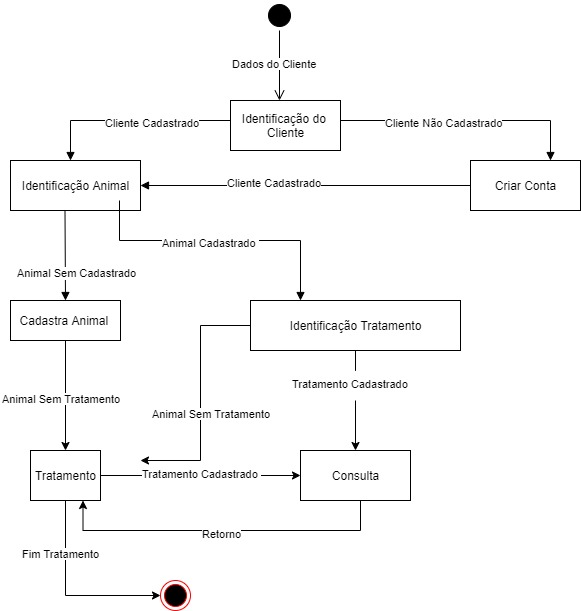 Dados do Cliente
Identificação do
Cliente
Cliente Cadastrado
Cliente Não Cadastrado
Identificação Animal
Cliente Cadastrado
Criar Conta
Animal Cadastrado
Animal Sem Cadastrado
Cadastra Animal
Identificação Tratamento
Tratamento Cadastrado
Animal Sem Tratamento
Animal Sem Tratamento
Tratamento
Tratamento Cadastrado
Consulta
Retorno
Fim Tratamento